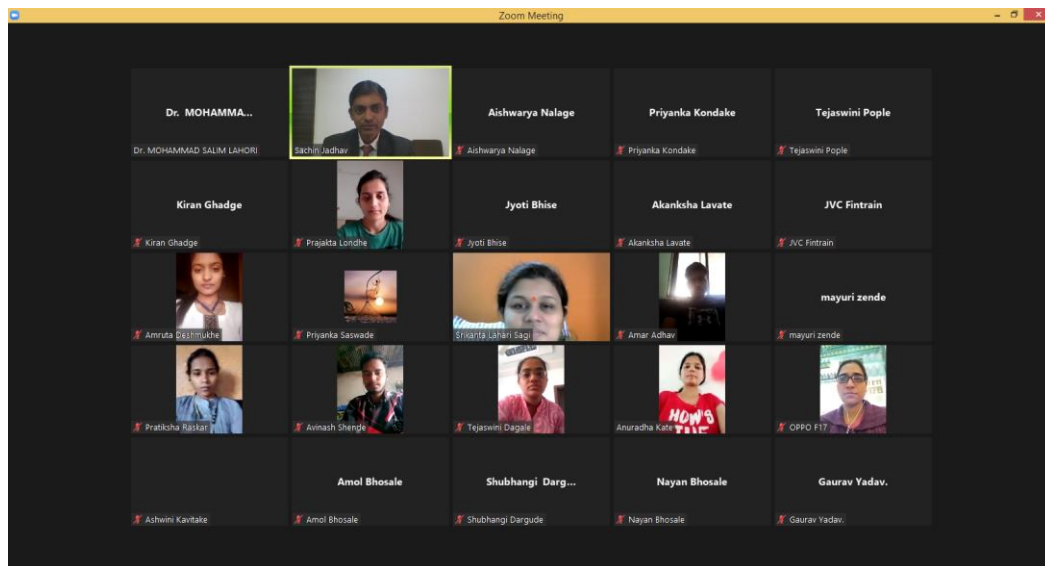 Zoom Meeting
Dr. MOHAMMA...
Dr. MOHAMMAD SALIM LAHORI
Sachin Jadhav
Aishwarya Nalage
Aishwarya Nalage
Priyanka Kondake
Priyanka Kondake
Tejaswini Pople
Tejaswini Pople
Kiran Ghadge
Kiran Ghadge
Prajakta Londhe
Jyoti Bhise
Jyoti Bhise
Akanksha Lavate
Akanksha Lavate
JVC Fintrain
JVC Fintrain
Amruta Deshmukhe
Priyanka Saswade
Srikanta Lahari Sagi
Amar Adhav
mayuri zende
mayuri zende
Pratiksha Raskar
Avinash Shende
Tejaswini Dagale
HOW'S
THE
Anuradha Kate
OPPO F17
Ashwini Kavitake
Amol Bhosale
Amol Bhosale
Shubhangi Darg...
Shubhangi Dargude
Nayan Bhosale
Nayan Bhosale
Gaurav Yadav.
Gaurav Yadav.